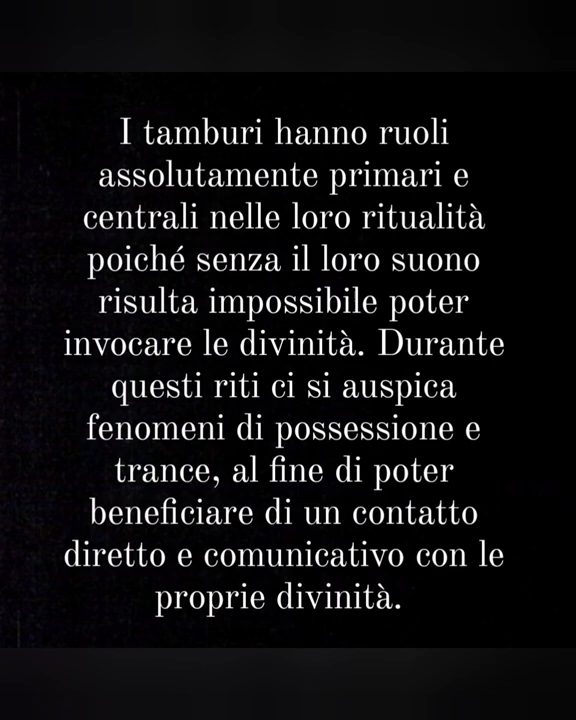 I tamburi hanno ruoli
assolutamente primari e
centrali nelle loro ritualità
poiché senza il loro suono
risulta impossibile poter
invocare le divinità. Durante
questi riti ci si auspica
fenomeni di possessione e
trance, al fine di poter
beneficiare di un contatto
diretto e comunicativo con le
proprie divinità.